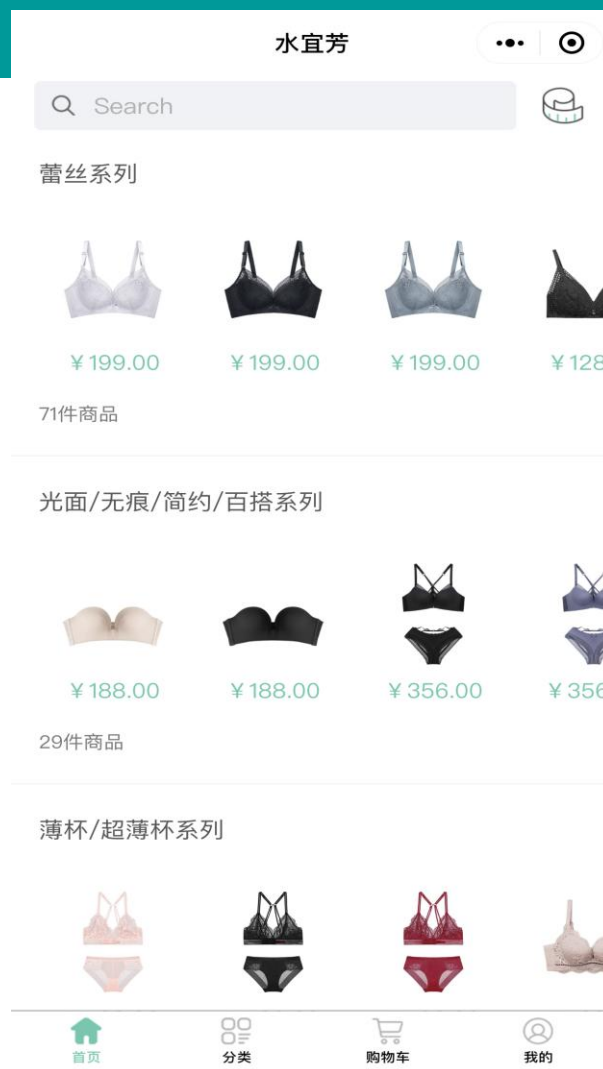 水宜芳
Search
蕾丝系列
¥199.00 ¥199.00 ¥199.00 ¥128
71件商品
光面/无痕/简约/百搭系列
¥188.00 ¥188.00 ¥356.00 ¥356
29件商品
薄杯/超薄杯系列
首页 分类 购物车 我的